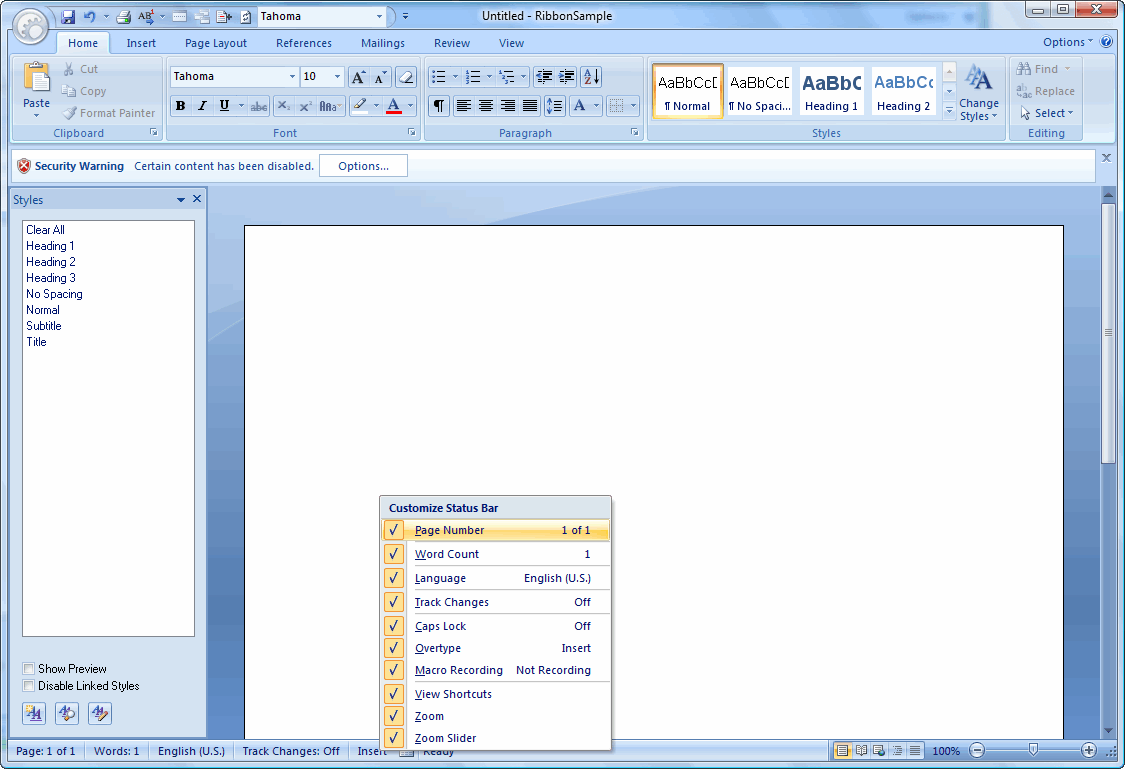 Tahoma
Untitled - RibbonSample
Home Insert Page Layout References Mailings Review View Options
Paste
Cut
Copy
Format Painter
Clipboard
Tahoma 10
B I U abc
Font
Paragraph
AaBbCcD AaBbCcD AaBbC AaBbCc
¶ Normal ¶ No Spaci... Heading 1 Heading 2
Styles
Change
Styles
Find
Replace
Select
Editing
Security Warning Certain content has been disabled. Options...
Styles
Clear All
Heading 1
Heading 2
Heading 3
No Spacing
Normal
Subtitle
Title
Show Preview
Disable Linked Styles
Customize Status Bar
Page Number 1 of 1
Word Count 1
Language English (U.S.)
Track Changes Off
Caps Lock Off
Overtype Insert
Macro Recording Not Recording
View Shortcuts
Zoom
Zoom Slider
Page: 1 of 1 Words: 1 English (U.S.) Track Changes: Off Insert Ready 100%